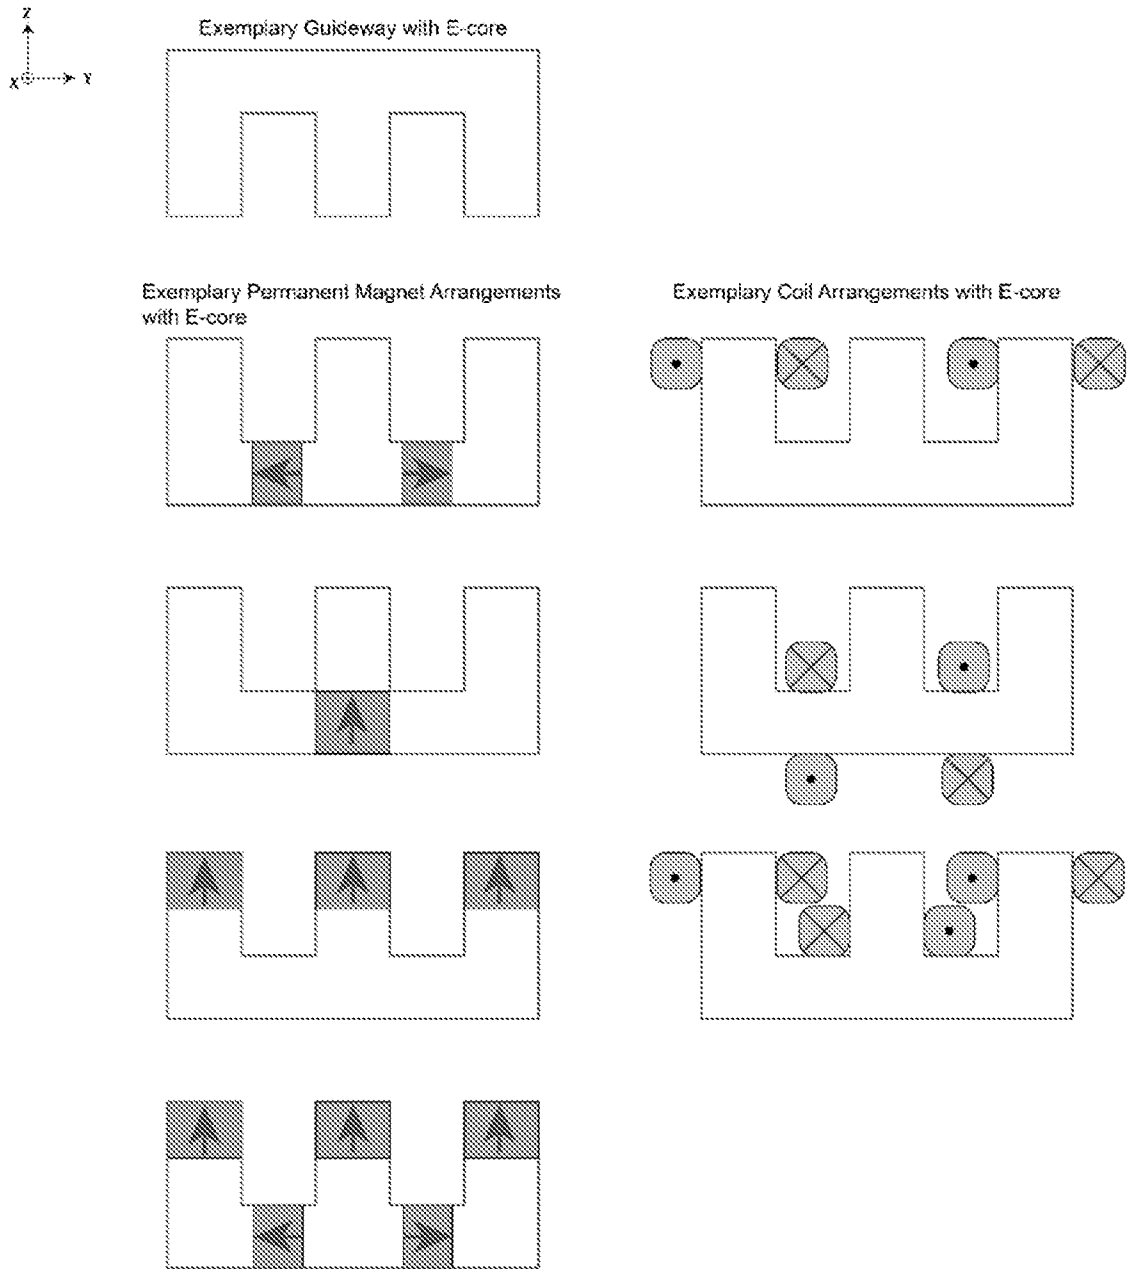 Z
Exemplary Guideway with E-core
X Y
Exemplary Permanent Magnet Arrangements
with E-core
Exemplary Coil Arrangements with E-core